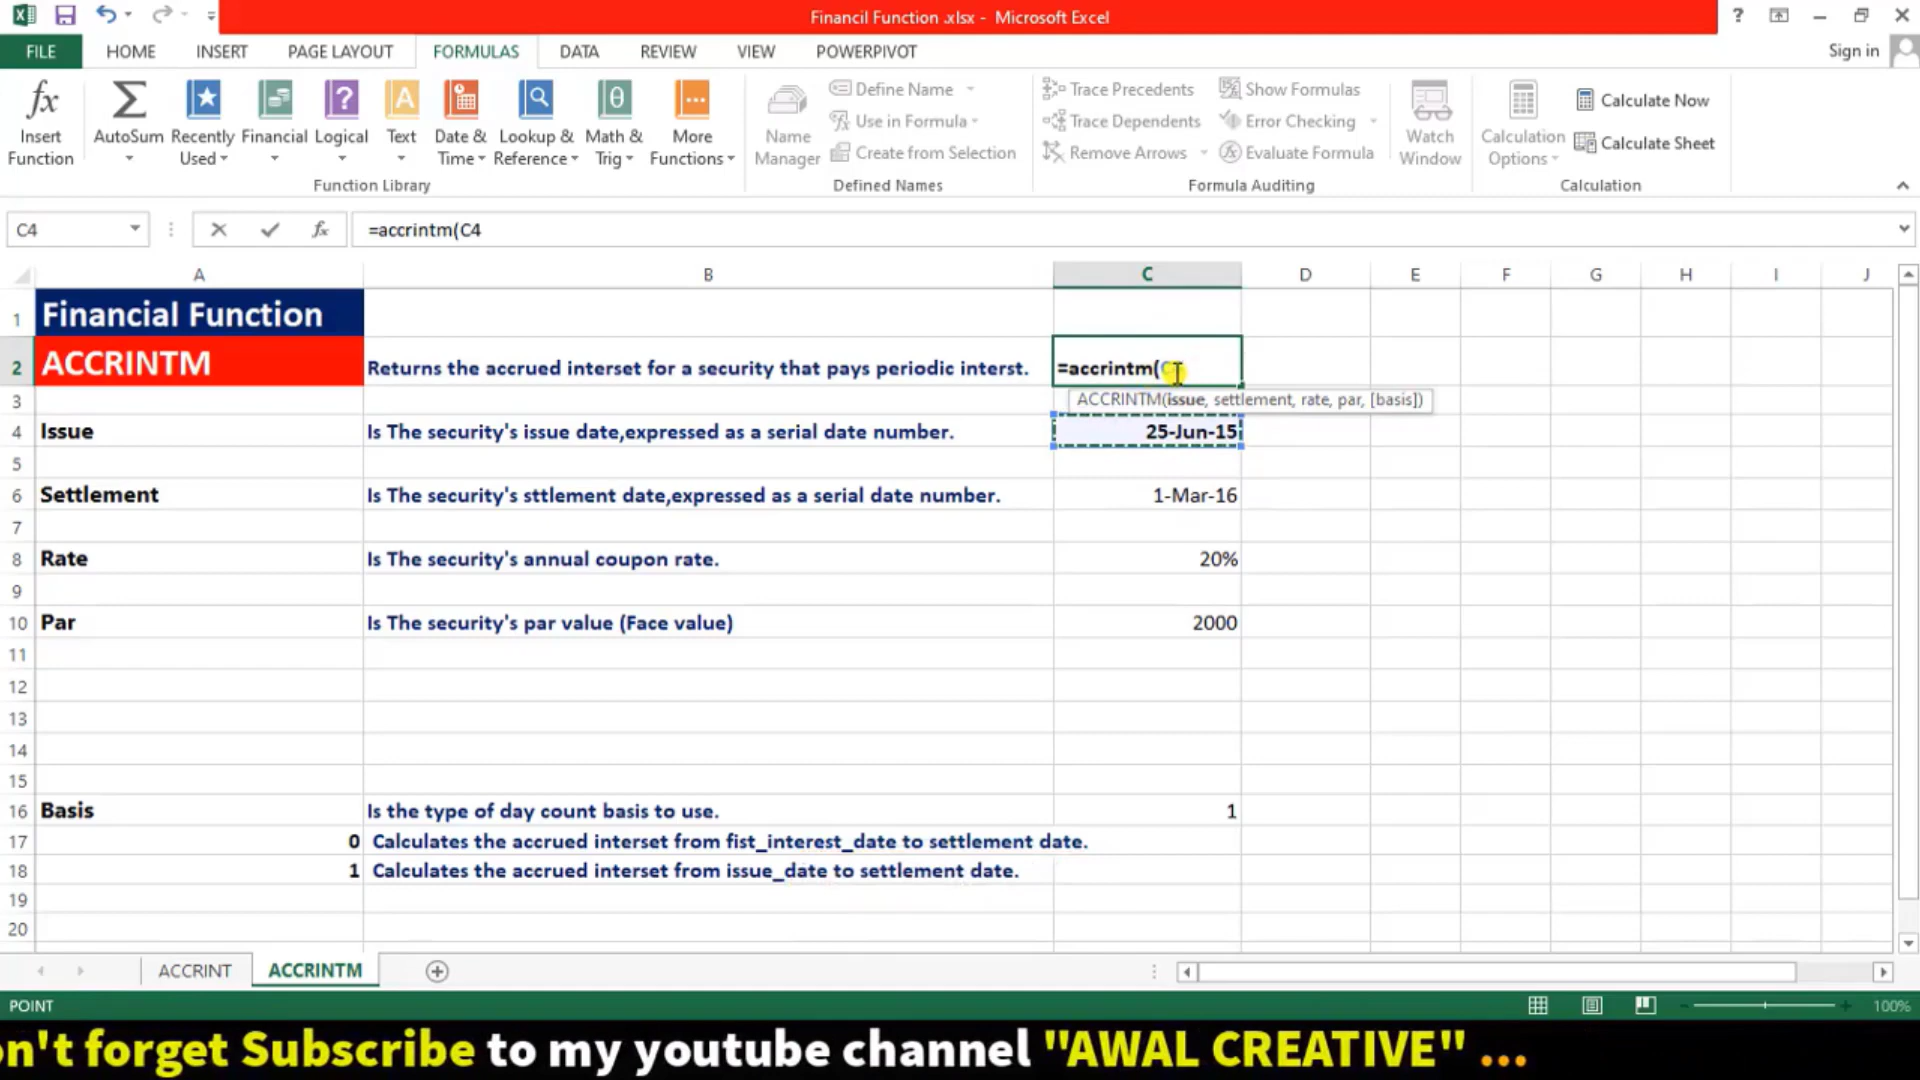 Financil Function .xlsx - Microsoft Excel
FILE HOME INSERT PAGE LAYOUT FORMULAS DATA REVIEW VIEW POWERPIVOT Sign in
Insert Function
AutoSum
Recently Used
Financial
Logical
Text
Date & Time
Lookup & Reference
Math & Trig
More Functions
Function Library
Name Manager
Define Name
Use in Formula
Create from Selection
Defined Names
Trace Precedents
Trace Dependents
Remove Arrows
Show Formulas
Error Checking
Evaluate Formula
Formula Auditing
Watch Window
Calculation Options
Calculate Now
Calculate Sheet
Calculation
C4 fx =accrintm(C4
A B C D E F G H I J
1 Financial Function
2 ACCRINTM Returns the accrued interset for a security that pays periodic interst. =accrintm(
3 ACCRINTM(issue, settlement, rate, par, [basis])
4 Issue Is The security's issue date,expressed as a serial date number. 25-Jun-15
5
6 Settlement Is The security's sttlement date,expressed as a serial date number. 1-Mar-16
7
8 Rate Is The security's annual coupon rate. 20%
9
10 Par Is The security's par value (Face value) 2000
11
12
13
14
15
16 Basis Is the type of day count basis to use. 1
17 0 Calculates the accrued interset from fist_interest_date to settlement date.
18 1 Calculates the accrued interset from issue_date to settlement date.
19
20
ACCRINT ACCRINTM
POINT 100%
on't forget Subscribe to my youtube channel "AWAL CREATIVE" ...